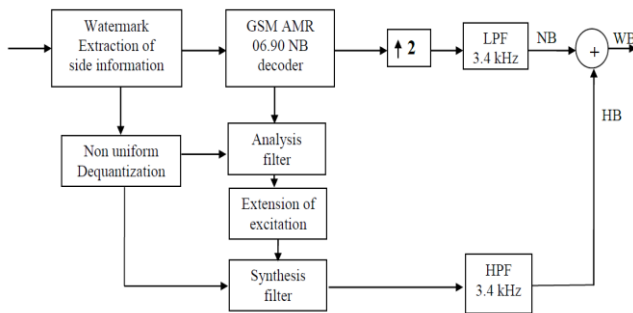 Watermark
Extraction of
side information
GSM AMR
06.90 NB
decoder
↑ 2
LPF
3.4 kHz
NB
+
WB
HB
Non uniform
Dequantization
Analysis
filter
Extension of
excitation
Synthesis
filter
HPF
3.4 kHz